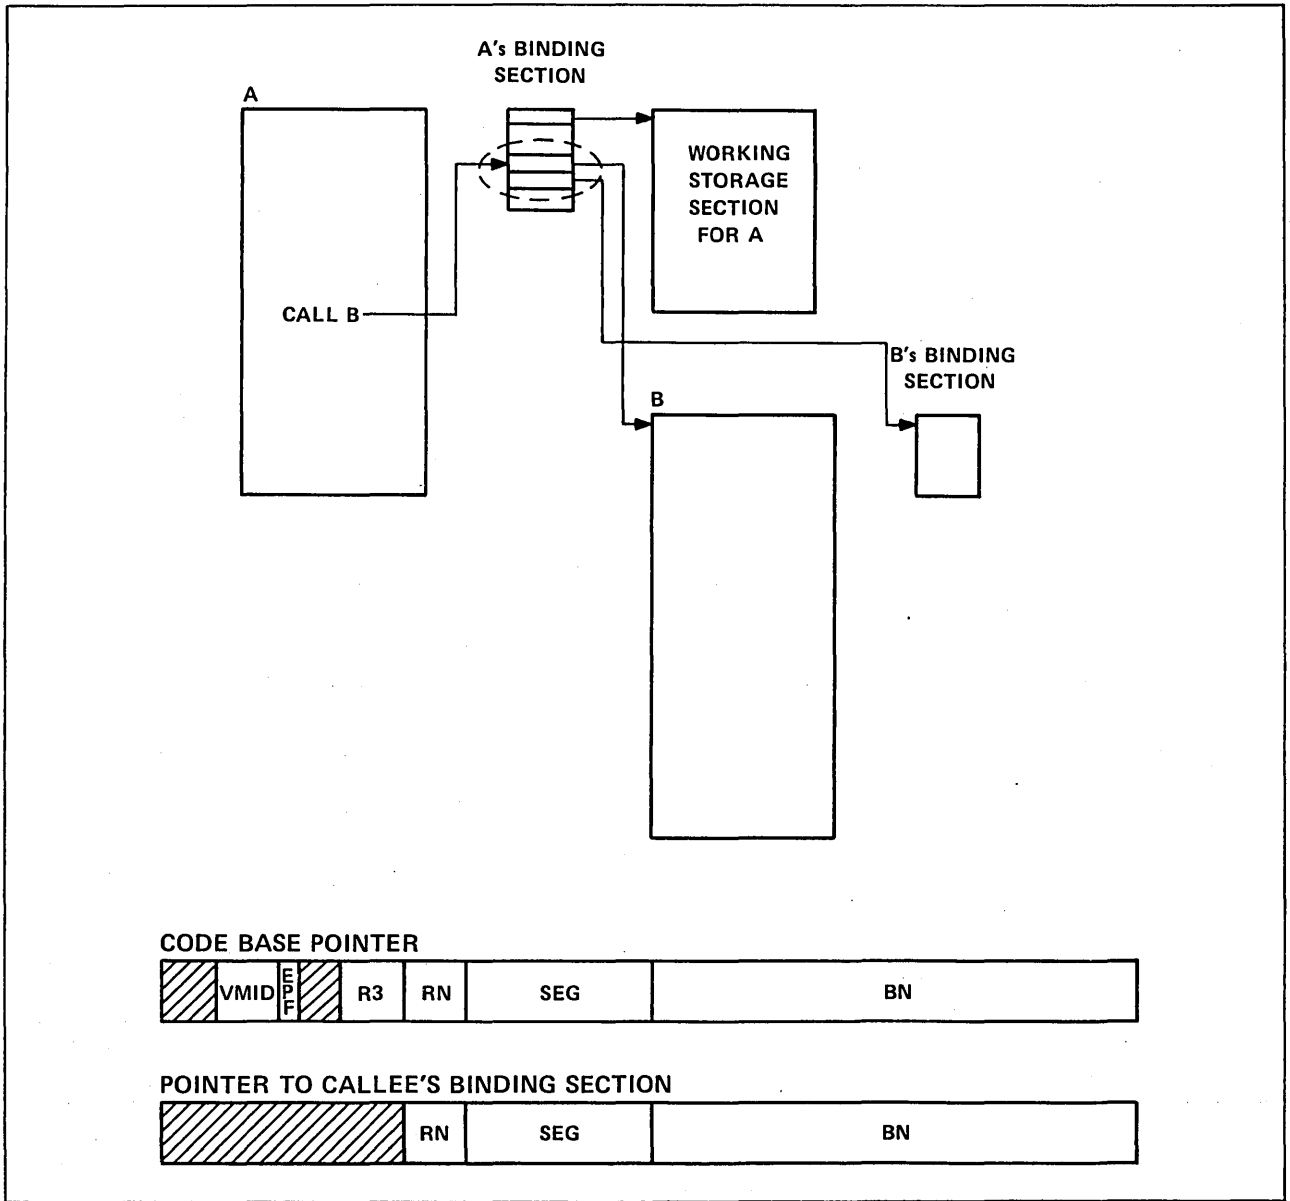 A's BINDING
SECTION
A
WORKING
STORAGE
SECTION
FOR A
CALL B
B's BINDING
SECTION
B
CODE BASE POINTER
VMID EPF R3 RN SEG BN
POINTER TO CALLEE'S BINDING SECTION
RN SEG BN